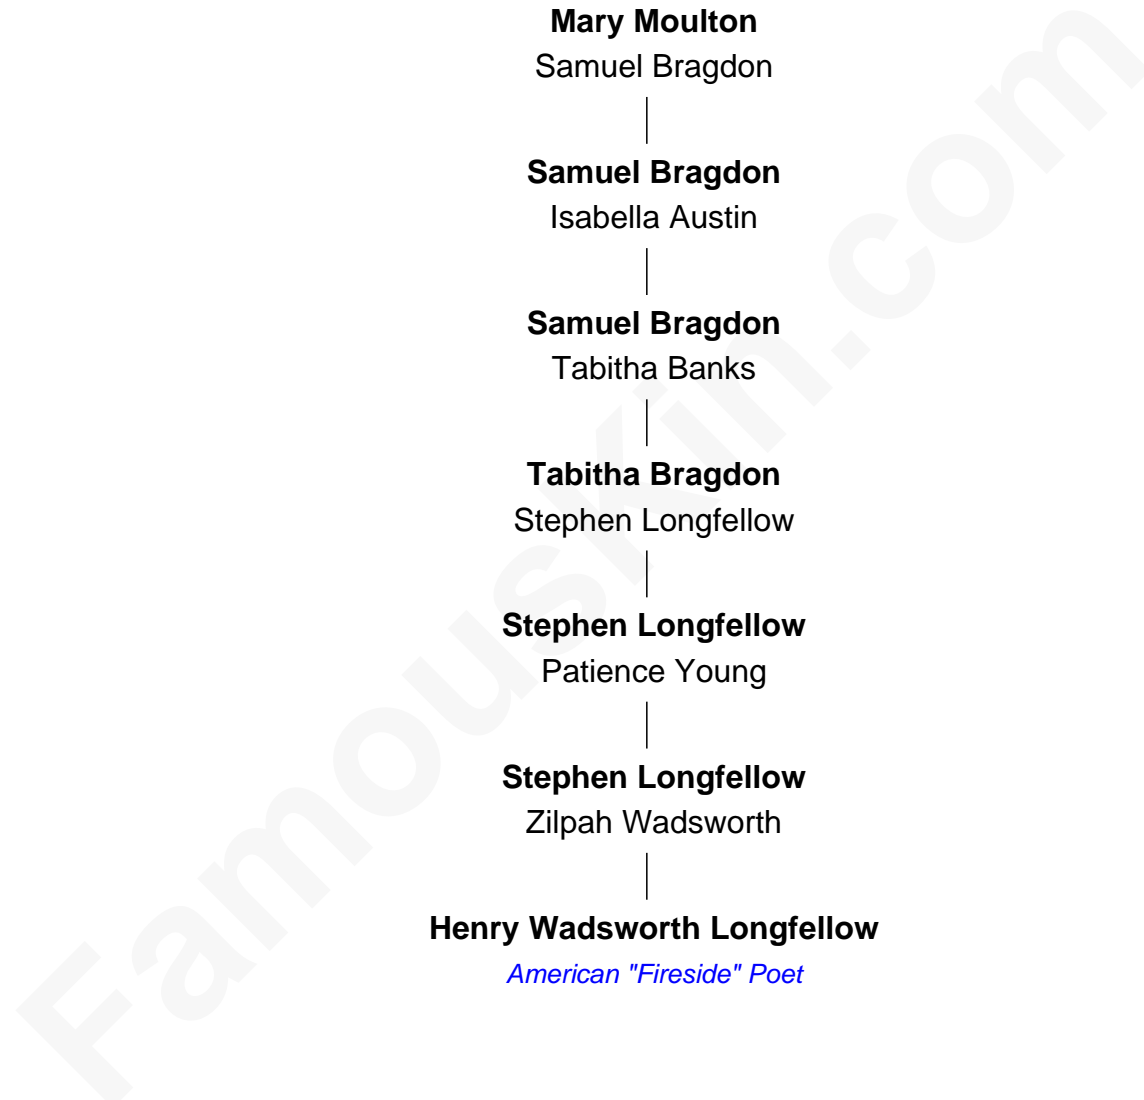 Mary Moulton
Samuel Bragdon
Samuel Bragdon
Isabella Austin
Samuel Bragdon
Tabitha Banks
Tabitha Bragdon
Stephen Longfellow
Stephen Longfellow
Patience Young
Stephen Longfellow
Zilpah Wadsworth
Henry Wadsworth Longfellow
American "Fireside" Poet
FamousKin.com